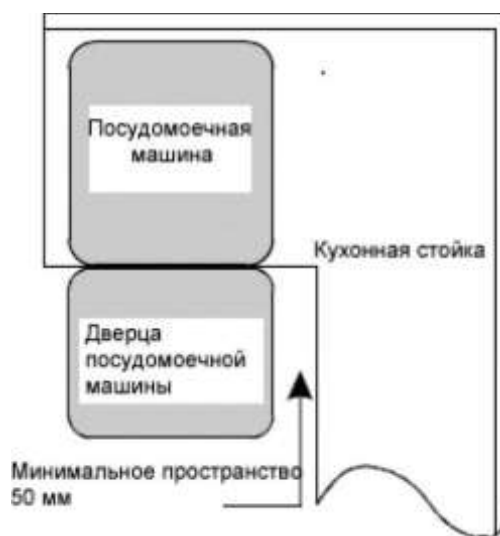 Посудомоечная
машина
Кухонная стойка
Дверца
посудомоечной
машины
Минимальное пространство
50 мм